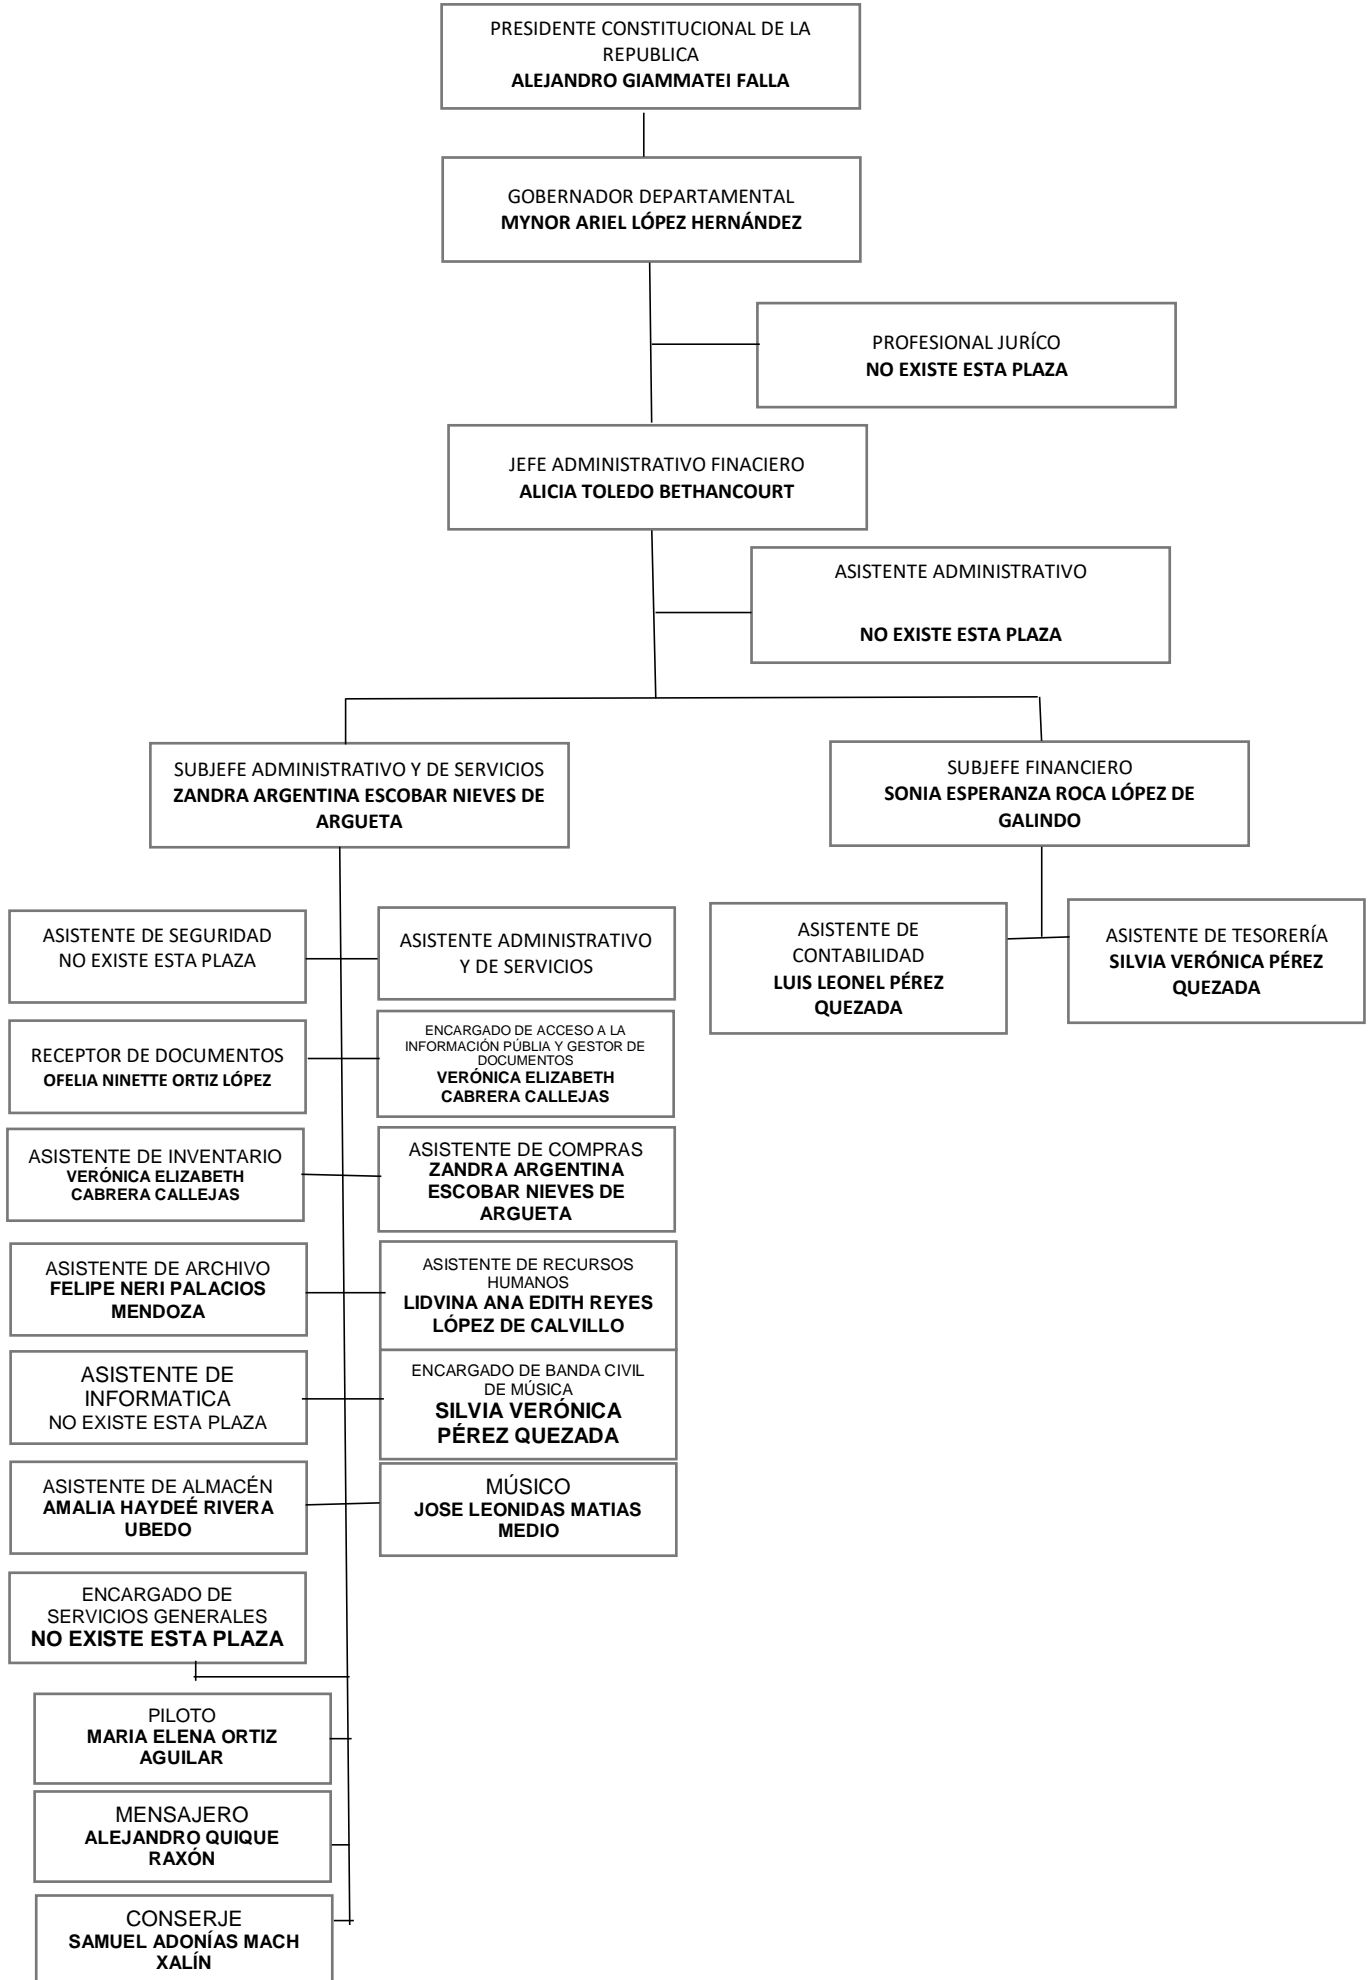 PRESIDENTE CONSTITUCIONAL DE LA
REPUBLICA
ALEJANDRO GIAMMATEI FALLA
GOBERNADOR DEPARTAMENTAL
MYNOR ARIEL LÓPEZ HERNÁNDEZ
PROFESIONAL JURÍCO
NO EXISTE ESTA PLAZA
JEFE ADMINISTRATIVO FINACIERO
ALICIA TOLEDO BETHANCOURT
ASISTENTE ADMINISTRATIVO
NO EXISTE ESTA PLAZA
SUBJEFE ADMINISTRATIVO Y DE SERVICIOS
ZANDRA ARGENTINA ESCOBAR NIEVES DE
ARGUETA
SUBJEFE FINANCIERO
SONIA ESPERANZA ROCA LÓPEZ DE
GALINDO
ASISTENTE DE SEGURIDAD
NO EXISTE ESTA PLAZA
ASISTENTE ADMINISTRATIVO
Y DE SERVICIOS
ASISTENTE DE
CONTABILIDAD
LUIS LEONEL PÉREZ
QUEZADA
ASISTENTE DE TESORERÍA
SILVIA VERÓNICA PÉREZ
QUEZADA
RECEPTOR DE DOCUMENTOS
OFELIA NINETTE ORTIZ LÓPEZ
ENCARGADO DE ACCESO A LA
INFORMACIÓN PÚBLIA Y GESTOR DE
DOCUMENTOS
VERÓNICA ELIZABETH
CABRERA CALLEJAS
ASISTENTE DE INVENTARIO
VERÓNICA ELIZABETH
CABRERA CALLEJAS
ASISTENTE DE COMPRAS
ZANDRA ARGENTINA
ESCOBAR NIEVES DE
ARGUETA
ASISTENTE DE ARCHIVO
FELIPE NERI PALACIOS
MENDOZA
ASISTENTE DE RECURSOS
HUMANOS
LIDVINA ANA EDITH REYES
LÓPEZ DE CALVILLO
ASISTENTE DE
INFORMATICA
NO EXISTE ESTA PLAZA
ENCARGADO DE BANDA CIVIL
DE MÚSICA
SILVIA VERÓNICA
PÉREZ QUEZADA
ASISTENTE DE ALMACÉN
AMALIA HAYDEÉ RIVERA
UBEDO
MÚSICO
JOSE LEONIDAS MATIAS
MEDIO
ENCARGADO DE
SERVICIOS GENERALES
NO EXISTE ESTA PLAZA
PILOTO
MARIA ELENA ORTIZ
AGUILAR
MENSAJERO
ALEJANDRO QUIQUE
RAXÓN
CONSERJE
SAMUEL ADONÍAS MACH
XALÍN